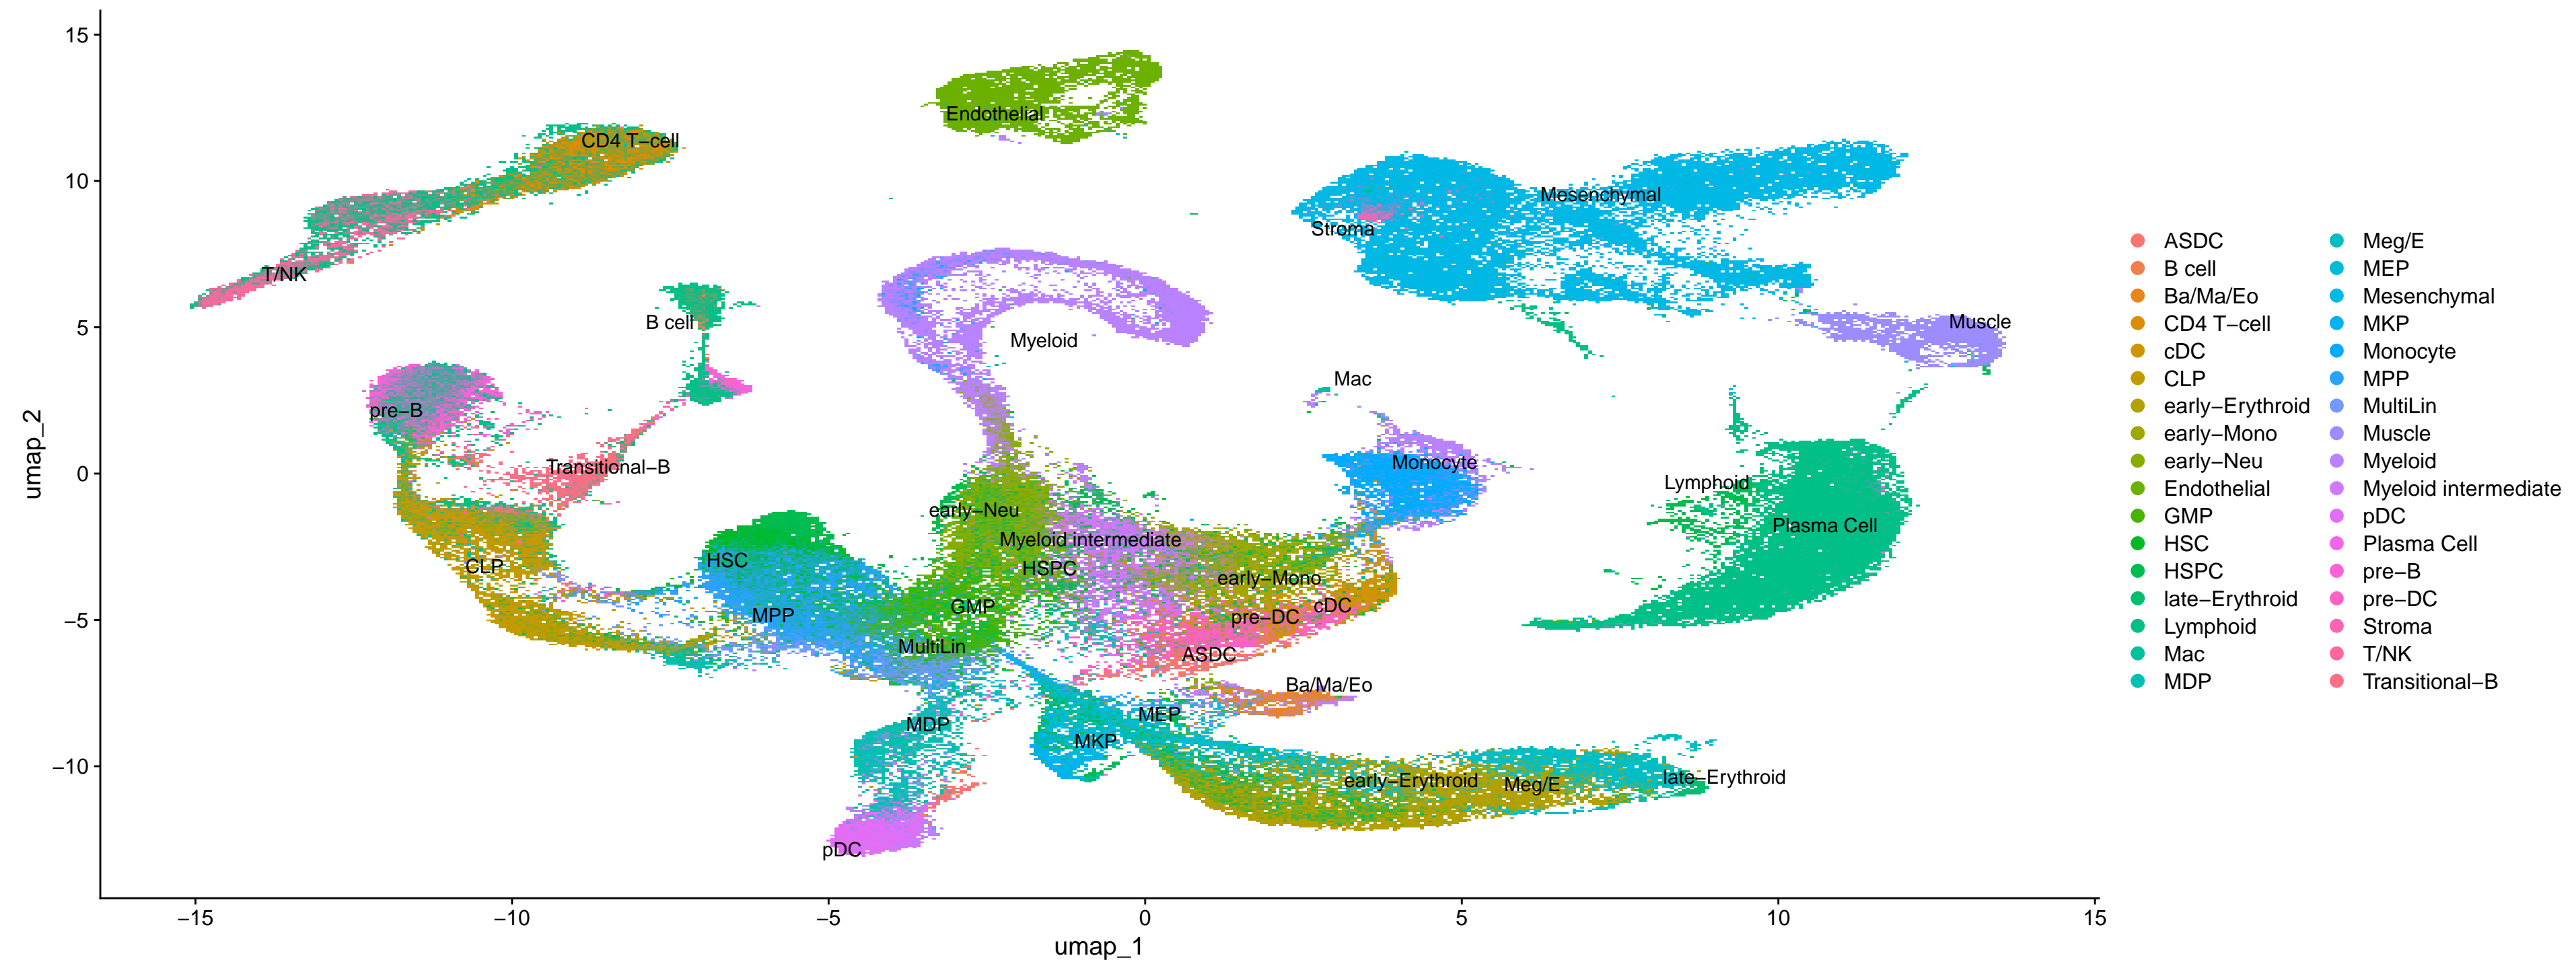 15
10
5
0
−5
−10
umap_2
−15
−10
−5
0
5
10
15
umap_1
Endothelial
CD4 T−cell
Mesenchymal
Stroma
T/NK
B cell
Muscle
Myeloid
Mac
pre−B
Transitional−B
Monocyte
Lymphoid
early−Neu
Plasma Cell
Myeloid intermediate
HSC
CLP
HSPC
early−Mono
GMP
cDC
MPP
pre−DC
MultiLin
ASDC
Ba/Ma/Eo
MEP
MDP
MKP
early−Erythroid
Meg/E
late−Erythroid
pDC
ASDC
B cell
Ba/Ma/Eo
CD4 T−cell
cDC
CLP
early−Erythroid
early−Mono
early−Neu
Endothelial
GMP
HSC
HSPC
late−Erythroid
Lymphoid
Mac
MDP
Meg/E
MEP
Mesenchymal
MKP
Monocyte
MPP
MultiLin
Muscle
Myeloid
Myeloid intermediate
pDC
Plasma Cell
pre−B
pre−DC
Stroma
T/NK
Transitional−B